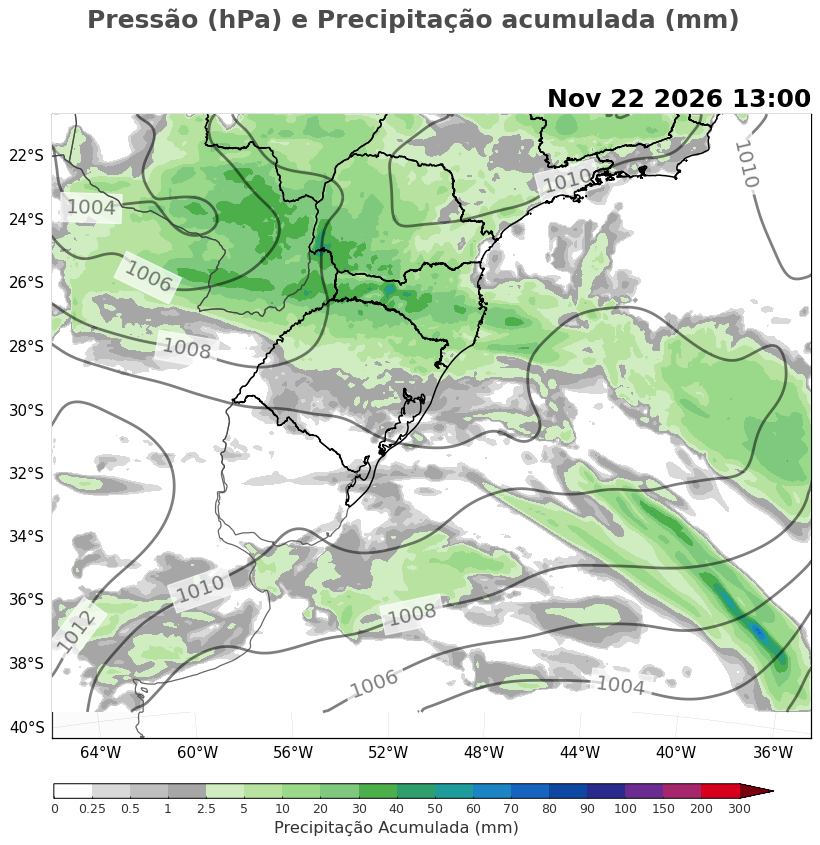 Pressão (hPa) e Precipitação acumulada (mm)
Nov 22 2026 13:00
22°S
24°S
26°S
28°S
30°S
32°S
34°S
36°S
38°S
40°S
1010
1010
1004
1006
1008
1010
1012
1008
1006
1004
64°W 60°W 56°W 52°W 48°W 44°W 40°W 36°W
0 0.25 0.5 1 2.5 5 10 20 30 40 50 60 70 80 90 100 150 200 300
Precipitação Acumulada (mm)